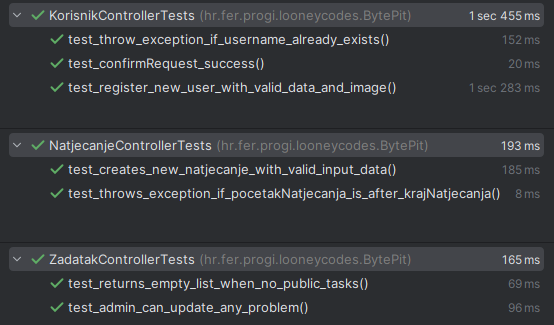 KorisnikControllerTests (hr.fer.progi.looneycodes.BytePit) 1 sec 455 ms
test_throw_exception_if_username_already_exists() 152 ms
test_confirmRequest_success() 20 ms
test_register_new_user_with_valid_data_and_image() 1 sec 283 ms
NatjecanjeControllerTests (hr.fer.progi.looneycodes.BytePit) 193 ms
test_creates_new_natjecanje_with_valid_input_data() 185 ms
test_throws_exception_if_pocetakNatjecanja_is_after_krajNatjecanja() 8 ms
ZadatakControllerTests (hr.fer.progi.looneycodes.BytePit) 165 ms
test_returns_empty_list_when_no_public_tasks() 69 ms
test_admin_can_update_any_problem() 96 ms